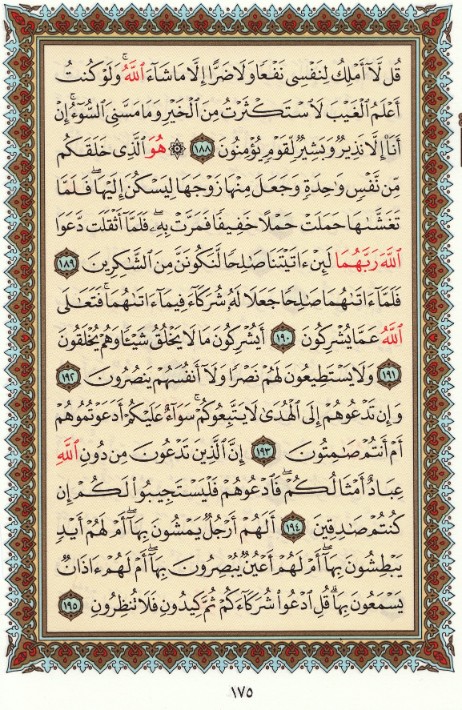 قُل لَّآ أَمْلِكُ لِنَفْسِى نَفْعًا وَلَا ضَرًّا إِلَّا مَا شَآءَ ٱللَّهُ ۚ وَلَوْ كُنتُ
أَعْلَمُ ٱلْغَيْبَ لَٱسْتَكْثَرْتُ مِنَ ٱلْخَيْرِ وَمَا مَسَّنِىَ ٱلسُّوٓءُ ۚ إِنْ
أَنَا۠ إِلَّا نَذِيرٌ وَبَشِيرٌ لِّقَوْمٍ يُؤْمِنُونَ ١٨٨ ۞ هُوَ ٱلَّذِى خَلَقَكُم
مِّن نَّفْسٍ وَٰحِدَةٍ وَجَعَلَ مِنْهَا زَوْجَهَا لِيَسْكُنَ إِلَيْهَا ۖ فَلَمَّا
تَغَشَّىٰهَا حَمَلَتْ حَمْلًا خَفِيفًا فَمَرَّتْ بِهِۦ ۖ فَلَمَّآ أَثْقَلَت دَّعَوَا
ٱللَّهَ رَبَّهُمَا لَئِنْ ءَاتَيْتَنَا صَٰلِحًا لَّنَكُونَنَّ مِنَ ٱلشَّٰكِرِينَ ١٨٩
فَلَمَّآ ءَاتَىٰهُمَا صَٰلِحًا جَعَلَا لَهُۥ شُرَكَآءَ فِيمَآ ءَاتَىٰهُمَا ۚ فَتَعَٰلَى
ٱللَّهُ عَمَّا يُشْرِكُونَ ١٩٠ أَيُشْرِكُونَ مَا لَا يَخْلُقُ شَيْـًٔا وَهُمْ يُخْلَقُونَ
١٩١ وَلَا يَسْتَطِيعُونَ لَهُمْ نَصْرًا وَلَآ أَنفُسَهُمْ يَنصُرُونَ ١٩٢
وَإِن تَدْعُوهُمْ إِلَى ٱلْهُدَىٰ لَا يَتَّبِعُوكُمْ ۚ سَوَآءٌ عَلَيْكُمْ أَدَعَوْتُمُوهُمْ
أَمْ أَنتُمْ صَٰمِتُونَ ١٩٣ إِنَّ ٱلَّذِينَ تَدْعُونَ مِن دُونِ ٱللَّهِ
عِبَادٌ أَمْثَالُكُمْ ۖ فَٱدْعُوهُمْ فَلْيَسْتَجِيبُوا۟ لَكُمْ إِن
كُنتُمْ صَٰدِقِينَ ١٩٤ أَلَهُمْ أَرْجُلٌ يَمْشُونَ بِهَآ ۖ أَمْ لَهُمْ أَيْدٍ
يَبْطِشُونَ بِهَآ ۖ أَمْ لَهُمْ أَعْيُنٌ يُبْصِرُونَ بِهَآ ۖ أَمْ لَهُمْ ءَاذَانٌ
يَسْمَعُونَ بِهَا ۗ قُلِ ٱدْعُوا۟ شُرَكَآءَكُمْ ثُمَّ كِيدُونِ فَلَا تُنظِرُونِ ١٩٥
١٧٥